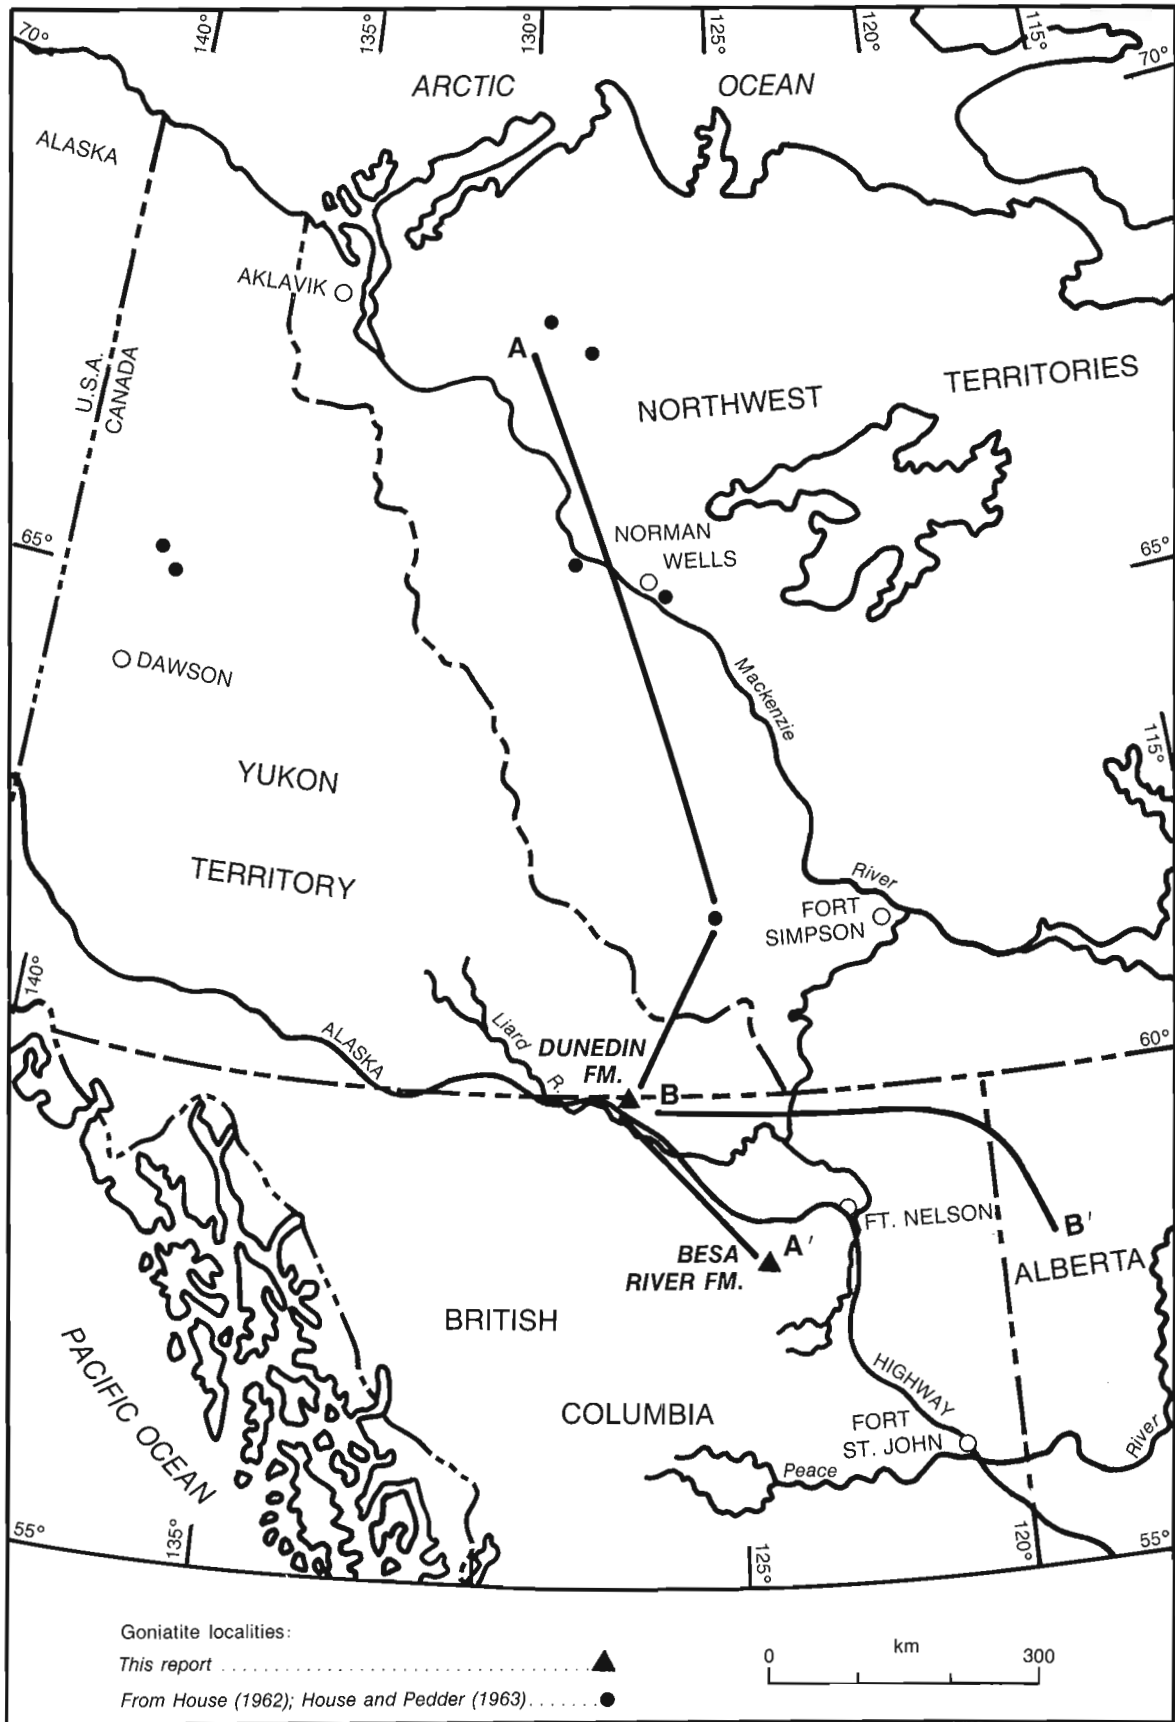 70°
140°
135°
130°
125°
120°
115°
70°
ARCTIC OCEAN
ALASKA
AKLAVIK
U.S.A.
CANADA
A
NORTHWEST TERRITORIES
65°
NORMAN
WELLS
65°
DAWSON
Mackenzie
115°
YUKON
TERRITORY
River
FORT
SIMPSON
140°
ALASKA
Liard
R.
DUNEDIN
FM.
B
60°
FT. NELSON
B'
A'
BESA
RIVER FM.
ALBERTA
BRITISH
COLUMBIA
PACIFIC OCEAN
HIGHWAY
FORT
ST. JOHN
Peace
River
55°
135°
125°
120°
55°
Goniatite localities:
This report
From House (1962); House and Pedder (1963)
km
0
300